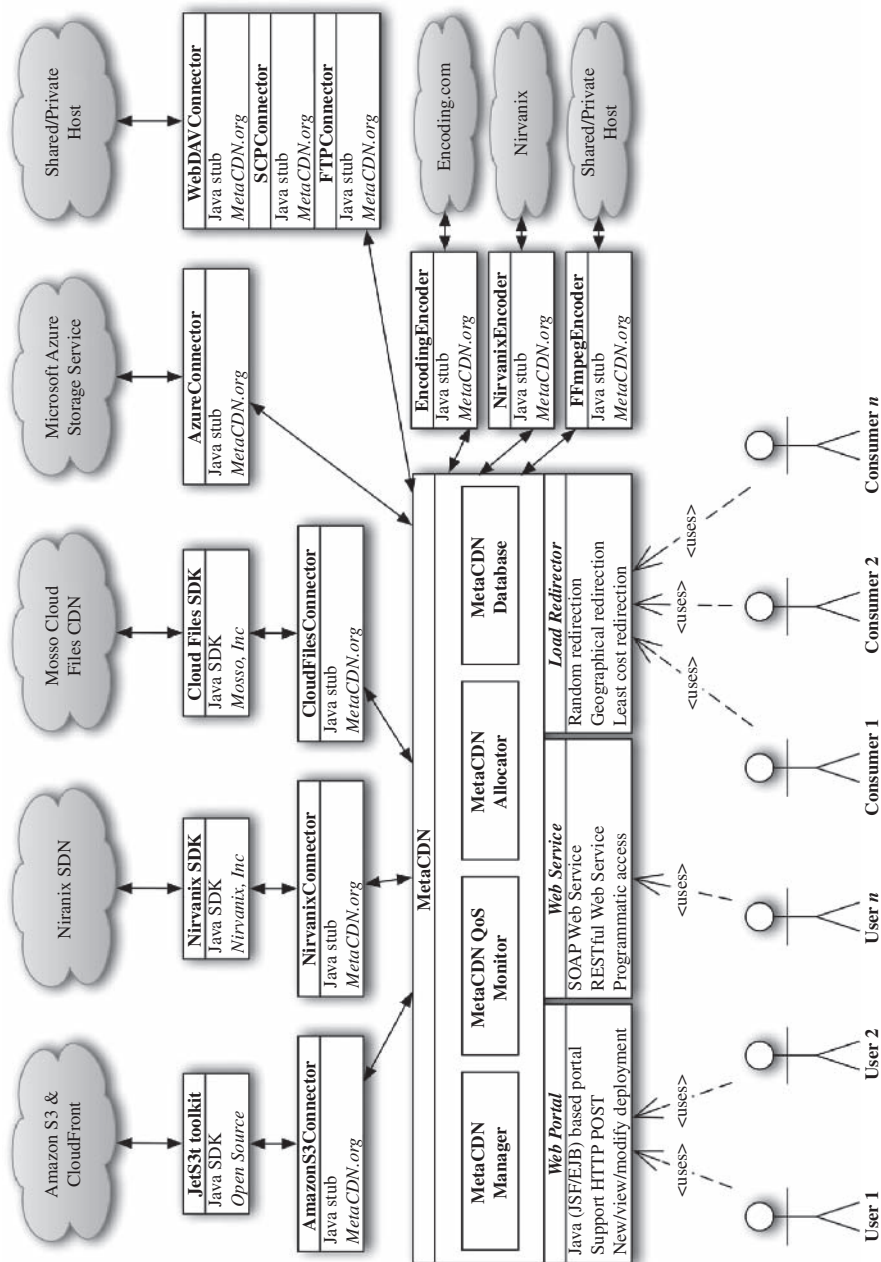 Amazon S3 &
CloudFront
Niranix SDN
Mosso Cloud
Files CDN
Microsoft Azure
Storage Service
Shared/Private
Host
JetS3t toolkit
Java SDK
Open Source
Nirvanix SDK
Java SDK
Nirvanix, Inc
Cloud Files SDK
Java SDK
Mosso, Inc
AmazonS3Connector
Java stub
MetaCDN.org
NirvanixConnector
Java stub
MetaCDN.org
CloudFilesConnector
Java stub
MetaCDN.org
AzureConnector
Java stub
MetaCDN.org
WebDAVConnector
Java stub
MetaCDN.org
SCPConnector
Java stub
MetaCDN.org
FTPConnector
Java stub
MetaCDN.org
MetaCDN
MetaCDN
Manager
MetaCDN QoS
Monitor
MetaCDN
Allocator
MetaCDN
Database
EncodingEncoder
Java stub
MetaCDN.org
Encoding.com
NirvanixEncoder
Java stub
MetaCDN.org
Nirvanix
FFmpegEncoder
Java stub
MetaCDN.org
Shared/Private
Host
Web Portal
Java (JSF/EJB) based portal
Support HTTP POST
New/view/modify deployment
Web Service
SOAP Web Service
RESTful Web Service
Programmatic access
Load Redirector
Random redirection
Geographical redirection
Least cost redirection
<uses>
<uses>
<uses>
<uses>
<uses>
<uses>
User 1
User 2
User n
Consumer 1
Consumer 2
Consumer n